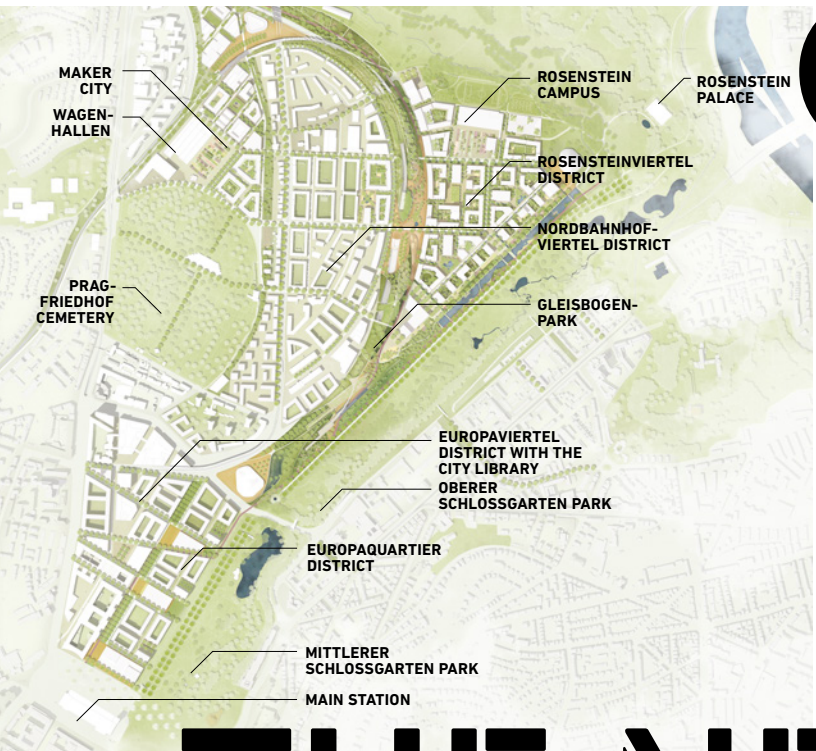 MAKER
CITY
WAGEN-
HALLEN
ROSENSTEIN
CAMPUS
ROSENSTEIN
PALACE
ROSENSTEINVIERTEL
DISTRICT
NORDBAHNHOF-
VIERTEL DISTRICT
PRAG-
FRIEDHOF
CEMETERY
GLEISBOGEN-
PARK
EUROPAVIERTEL
DISTRICT WITH THE
CITY LIBRARY
OBERER
SCHLOSSGARTEN PARK
EUROPAQUARTIER
DISTRICT
MITTLERER
SCHLOSSGARTEN PARK
MAIN STATION